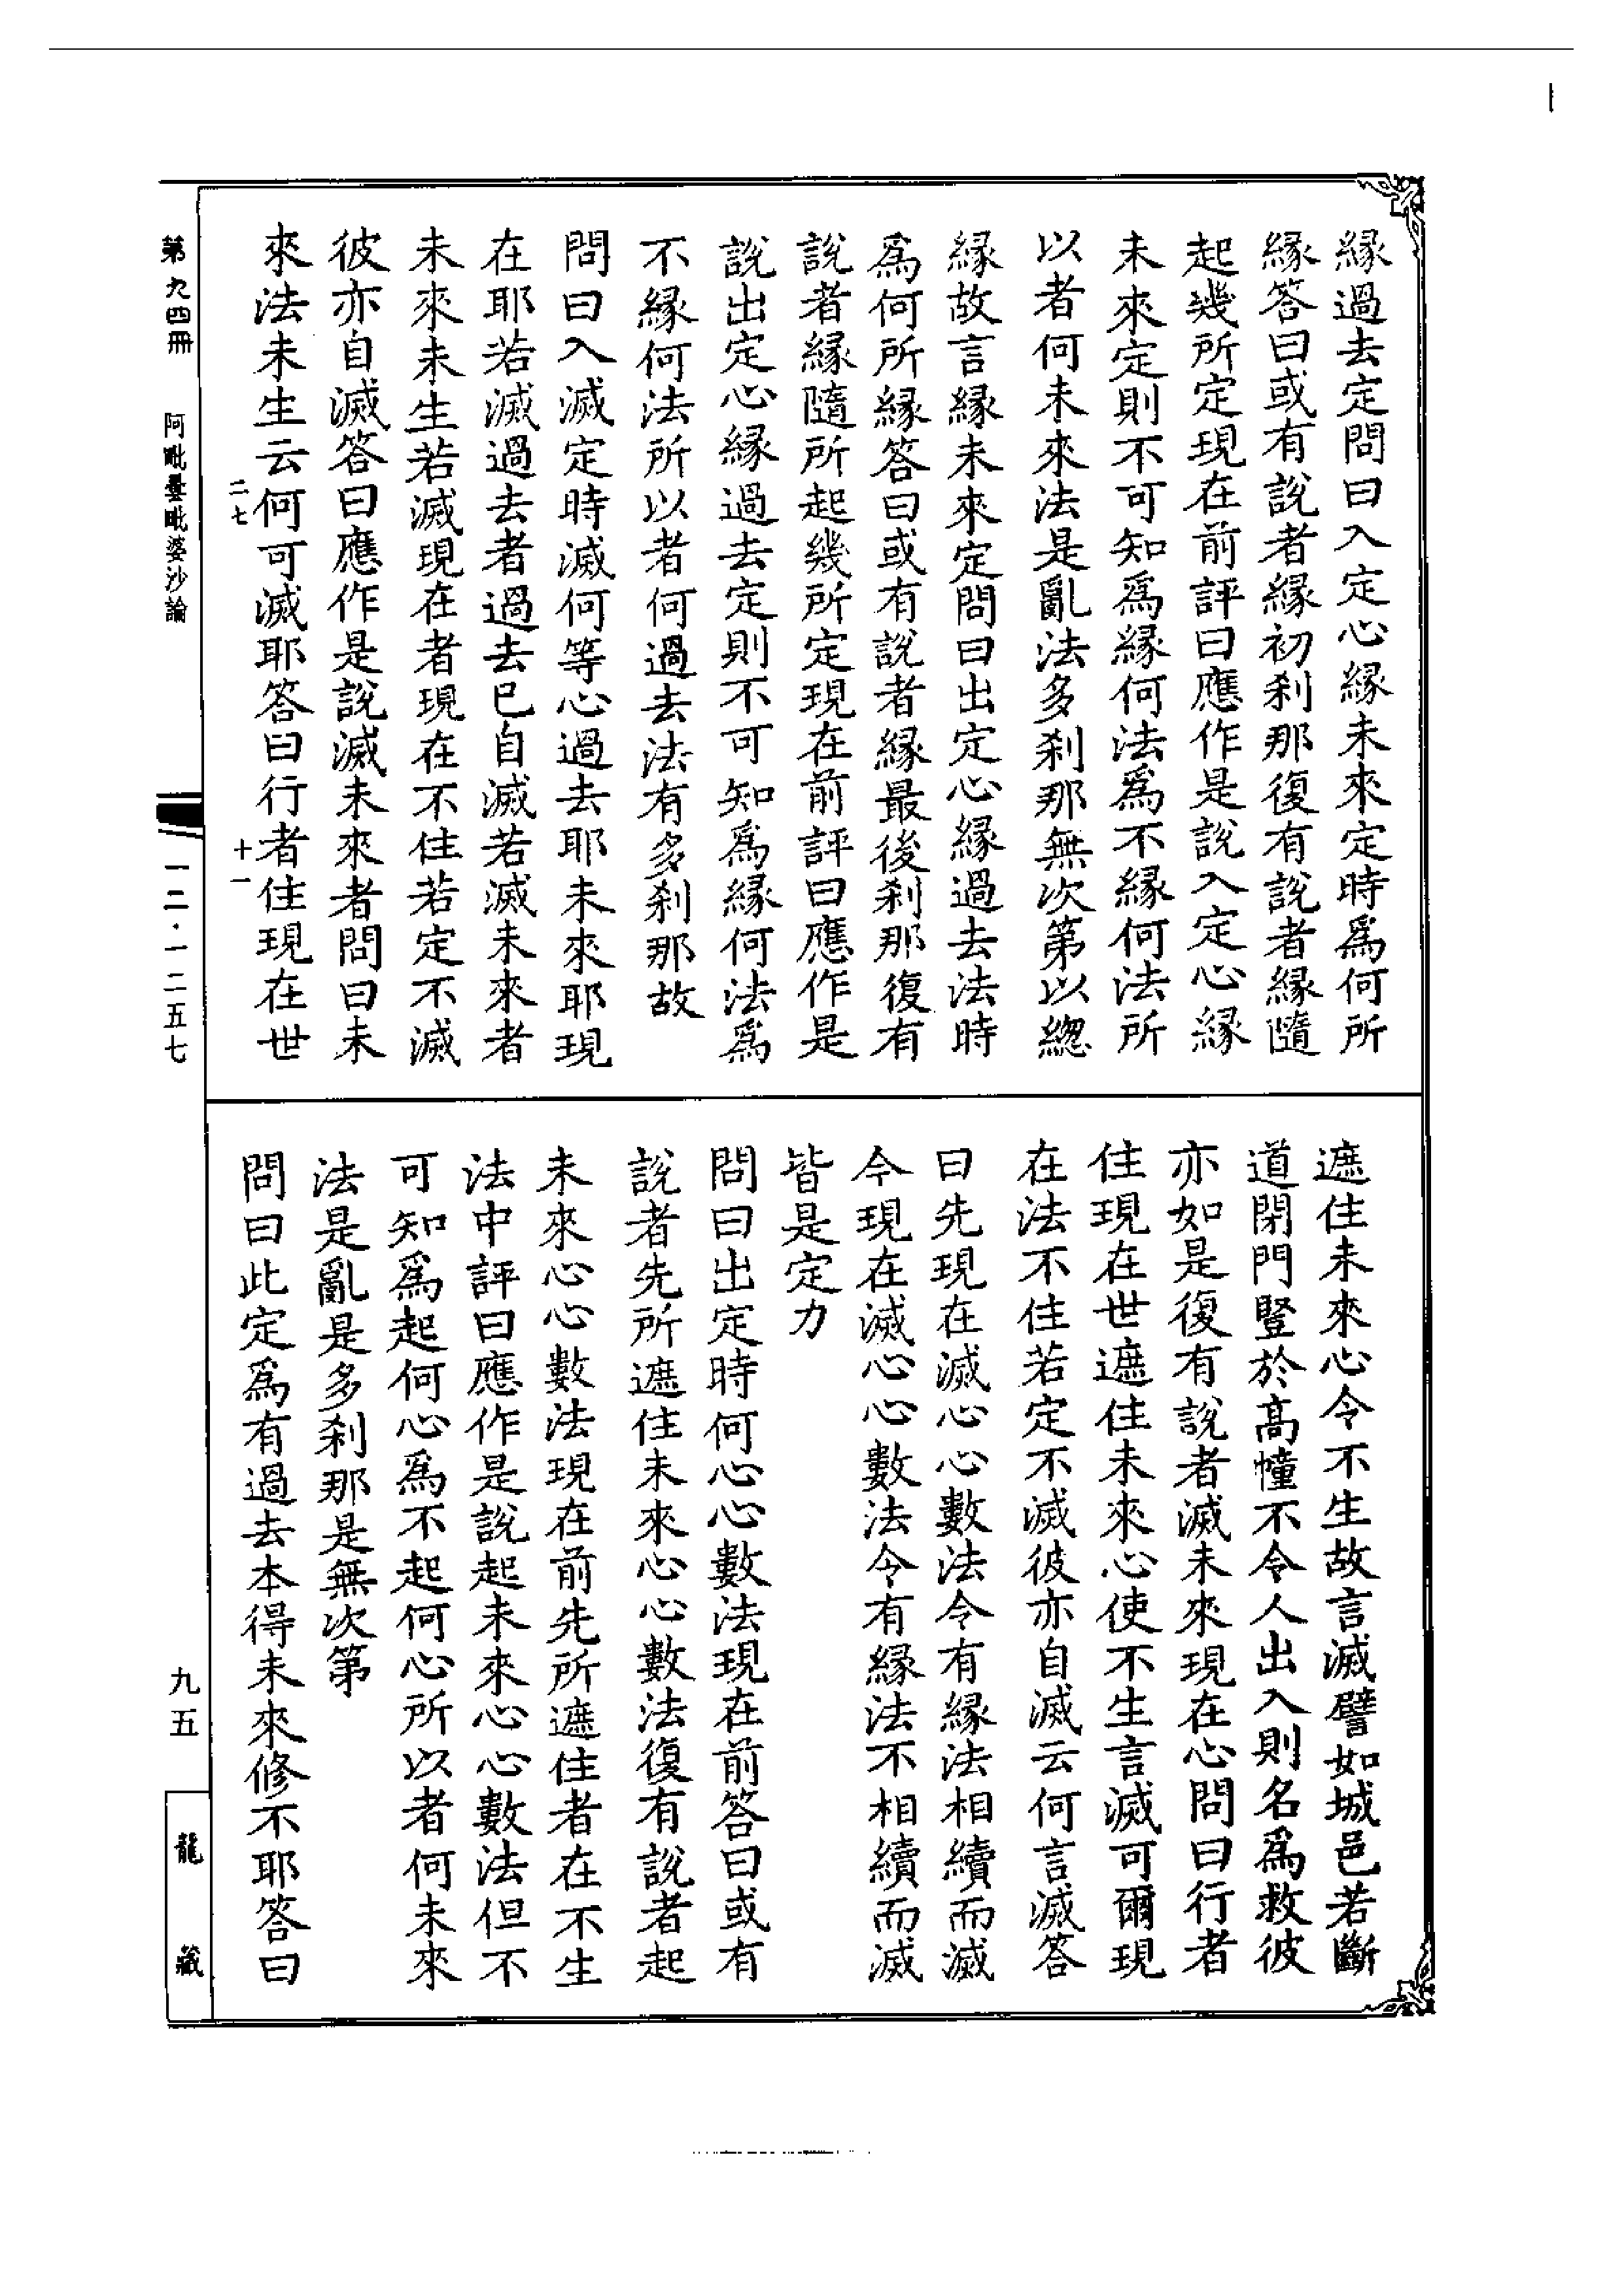 緣過去定問曰入定心緣未來定時爲何所
緣答曰或有說者緣初刹那復有說者緣隨
起幾所定現在前評曰應作是說入定心緣
未來定則不可知爲緣何法爲不緣何法所
以者何未來法是亂法多刹那無次第以總
緣故言緣未來定問曰出定心緣過去法時
爲何所緣答曰或有說者緣最後刹那復有
說者緣隨所起幾所定現在前評曰應作是
說出定心緣過去定則不可知爲緣何法爲
不緣何法所以者何過去法有多刹那故
問曰入滅定時滅何等心過去耶未來耶現
在耶若滅過去者過去已自滅若滅未來者
未來未生若滅現在者現在不住若定不滅
彼亦自滅答曰應作是說滅未來者問曰未
來法未生云何可滅耶答曰行者住現在世
二七
十一
遮住未來心令不生故言滅譬如城邑若斷
道閉門豎於高幢不令人出入則名爲救彼
亦如是復有說者滅未來現在心問曰行者
住現在世遮住未來心使不生言滅可爾現
在法不住若定不滅彼亦自滅云何言滅答
曰先現在滅心心數法令有緣法相續而滅
今現在滅心心數法令有緣法不相續而滅
皆是定力
問曰出定時何心心數法現在前答曰或有
說者先所遮住未來心心數法復有說者起
未來心心數法現在前先所遮住者在不生
法中評曰應作是說起未來心心數法但不
可知爲起何心爲不起何心所以者何未來
法是亂是多刹那是無次第
問曰此定爲有過去本得未來修不耶答曰
第九四冊
阿毗曇毗婆沙論
一二·一二五七
九五
龍藏